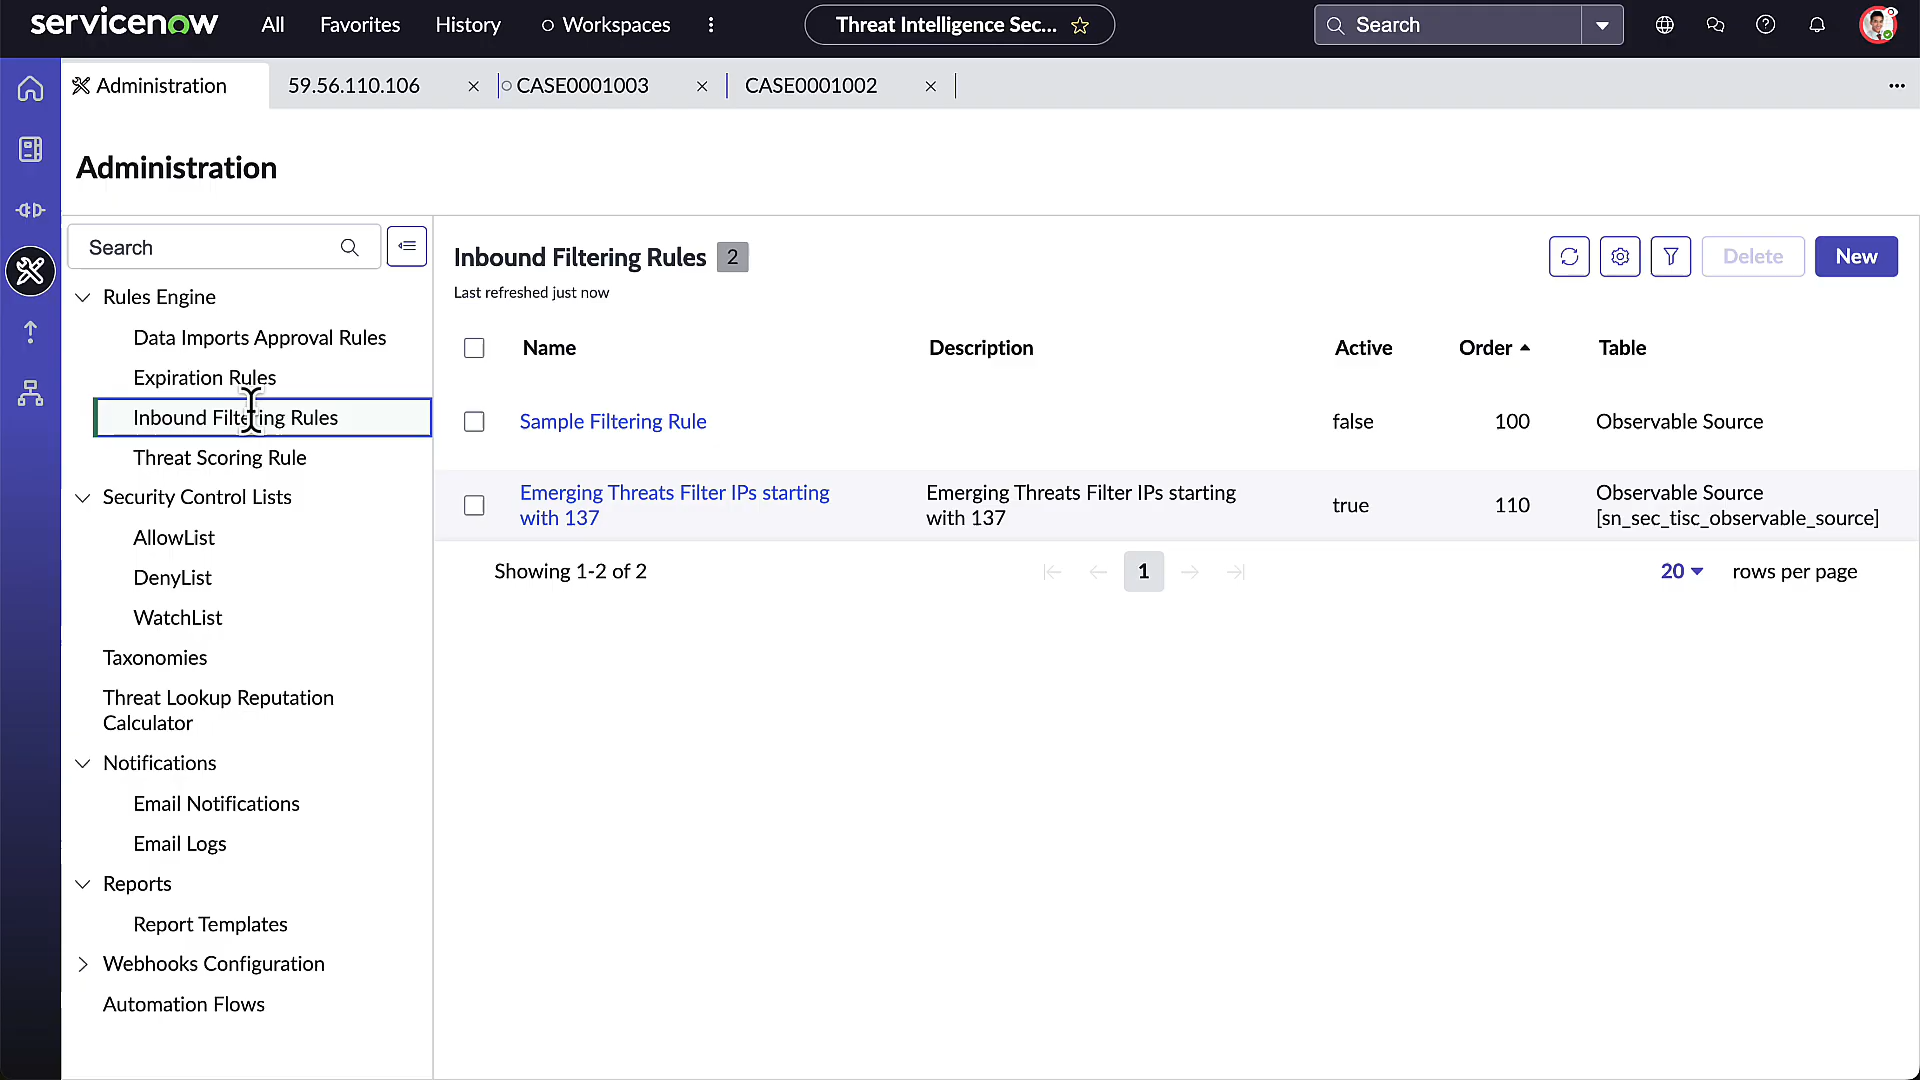 servicenow
All
Favorites
History
Workspaces
Threat Intelligence Sec...
Search
Administration
59.56.110.106
CASE0001003
CASE0001002
Administration
Search
Rules Engine
Data Imports Approval Rules
Expiration Rules
Inbound Filtering Rules
Threat Scoring Rule
Security Control Lists
AllowList
DenyList
WatchList
Taxonomies
Threat Lookup Reputation
Calculator
Notifications
Email Notifications
Email Logs
Reports
Report Templates
Webhooks Configuration
Automation Flows
Inbound Filtering Rules 2
Last refreshed just now
Delete
New
Name Description Active Order Table
Sample Filtering Rule false 100 Observable Source
Emerging Threats Filter IPs starting
with 137
Emerging Threats Filter IPs starting
with 137
true
110
Observable Source
[sn_sec_tisc_observable_source]
Showing 1-2 of 2
1
20 rows per page